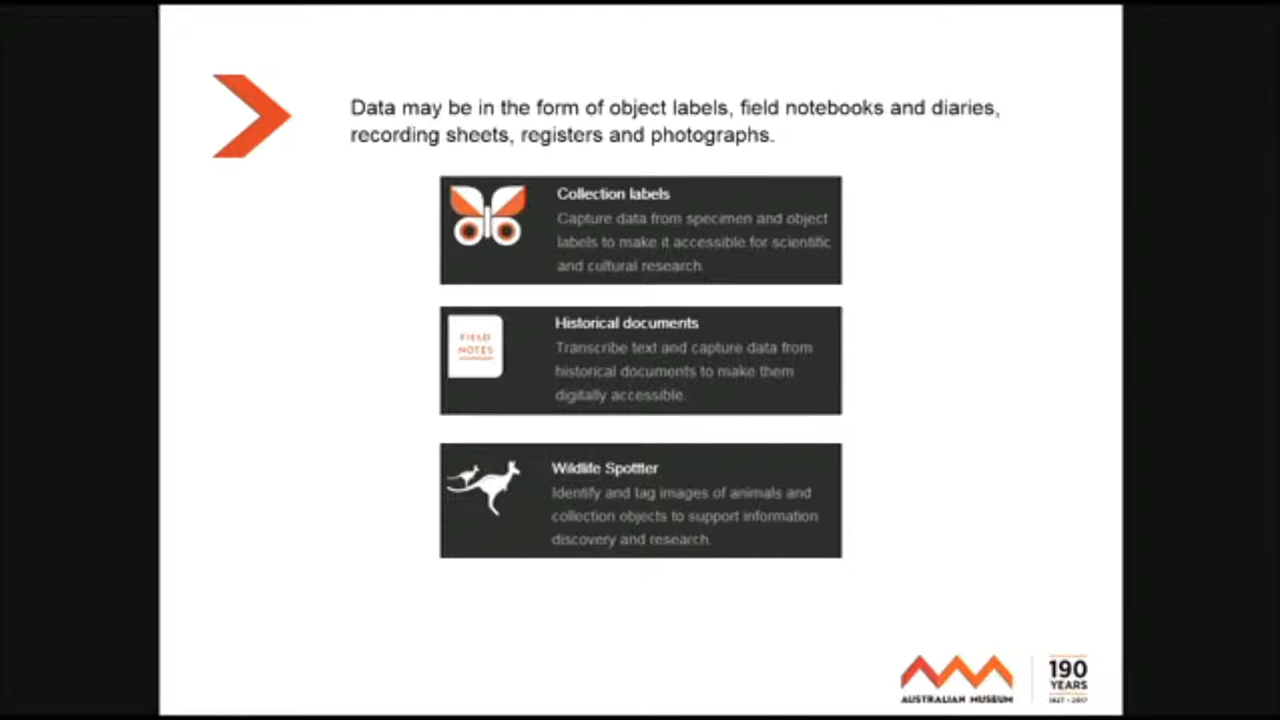 Data may be in the form of object labels, field notebooks and diaries,
recording sheets, registers and photographs.
Collection labels
Capture data from specimen and object
labels to make it accessible for scientific
and cultural research.
FIELD
NOTES
Historical documents
Transcribe text and capture data from
historical documents to make them
digitally accessible.
Wildlife Spottter
Identify and tag images of animals and
collection objects to support information
discovery and research.
AUSTRALIAN MUSEUM
190
YEARS
1827 - 2017